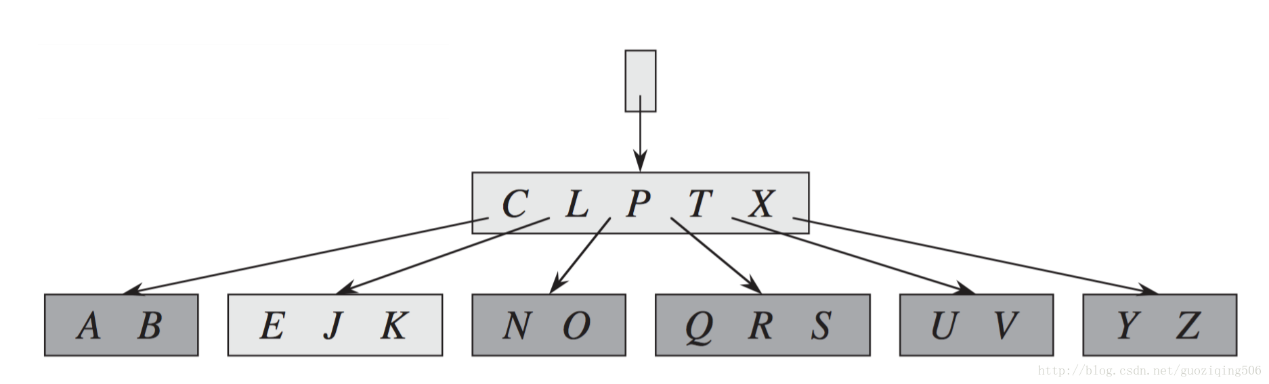 C L P T X
A B E J K N O Q R S U V Y Z
http://blog.csdn.net/guoziqing506